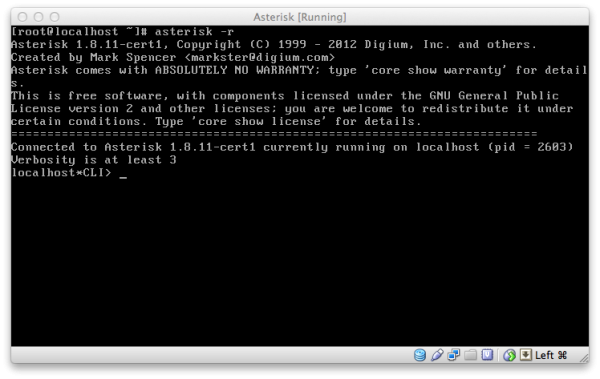 Asterisk [Running]
[root@localhost ~]# asterisk -r
Asterisk 1.8.11-cert1, Copyright (C) 1999 - 2012 Digium, Inc. and others.
Created by Mark Spencer <markster@digium.com>
Asterisk comes with ABSOLUTELY NO WARRANTY; type 'core show warranty' for detail
s.
This is free software, with components licensed under the GNU General Public
License version 2 and other licenses; you are welcome to redistribute it under
certain conditions. Type 'core show license' for details.
=========================================================================
Connected to Asterisk 1.8.11-cert1 currently running on localhost (pid = 2603)
Verbosity is at least 3
localhost*CLI> _
Left ⌘